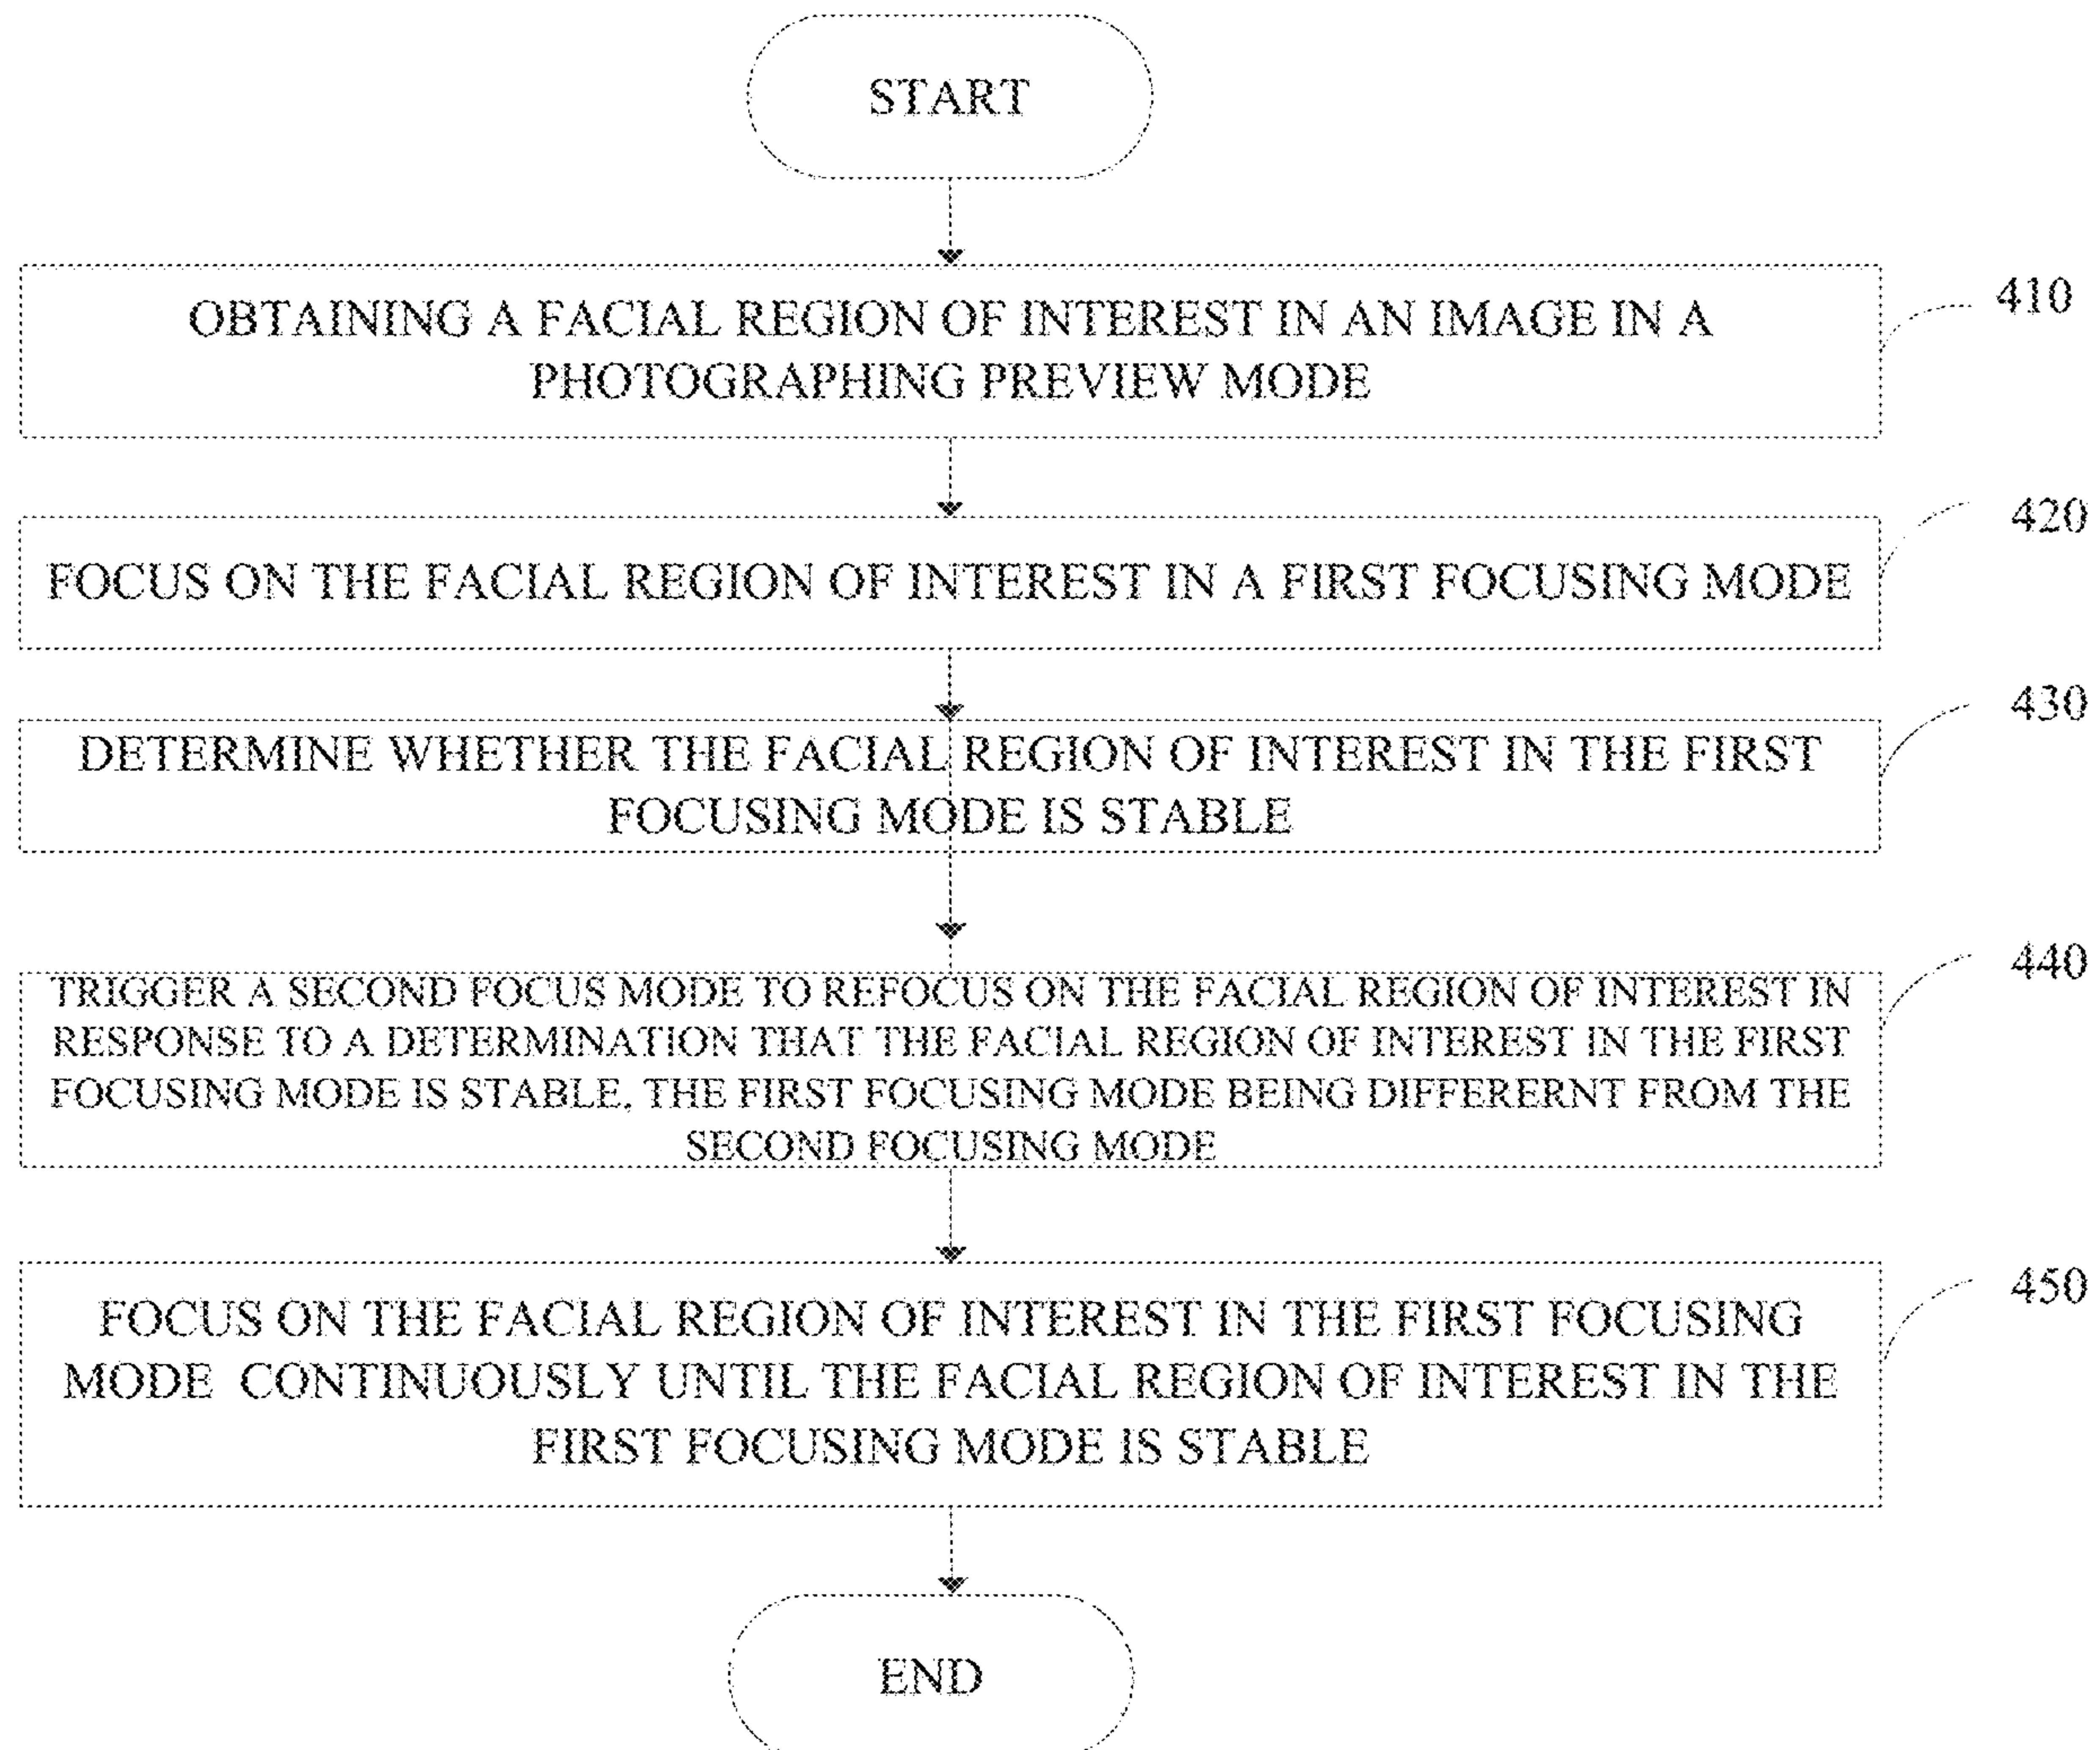 START
OBTAINING A FACIAL REGION OF INTEREST IN AN IMAGE IN A
PHOTOGRAPHING PREVIEW MODE
410
FOCUS ON THE FACIAL REGION OF INTEREST IN A FIRST FOCUSING MODE
420
DETERMINE WHETHER THE FACIAL REGION OF INTEREST IN THE FIRST
FOCUSING MODE IS STABLE
430
TRIGGER A SECOND FOCUS MODE TO REFOCUS ON THE FACIAL REGION OF INTEREST IN
RESPONSE TO A DETERMINATION THAT THE FACIAL REGION OF INTEREST IN THE FIRST
FOCUSING MODE IS STABLE, THE FIRST FOCUSING MODE BEING DIFFERERNT FROM THE
SECOND FOCUSING MODE
440
FOCUS ON THE FACIAL REGION OF INTEREST IN THE FIRST FOCUSING
MODE CONTINUOUSLY UNTIL THE FACIAL REGION OF INTEREST IN THE
FIRST FOCUSING MODE IS STABLE
450
END